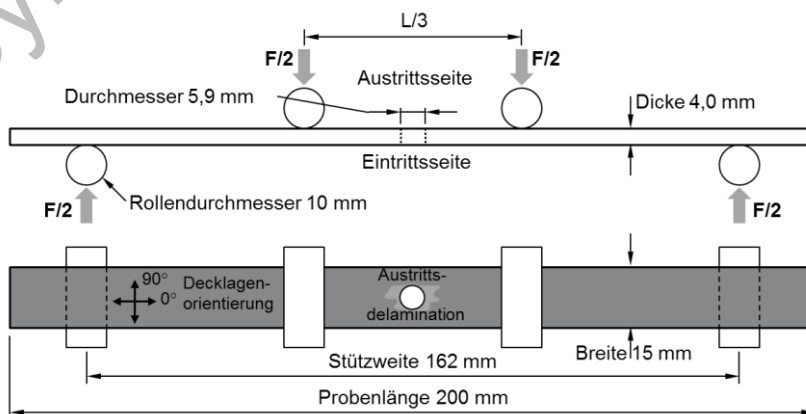 L/3
F/2
F/2
Austrittsseite
Durchmesser 5,9 mm
Dicke 4,0 mm
Eintrittsseite
Rollendurchmesser 10 mm
F/2
F/2
90°
0°
Decklagen-
orientierung
Austritts-
delamination
Breite 15 mm
Stützweite 162 mm
Probenlänge 200 mm